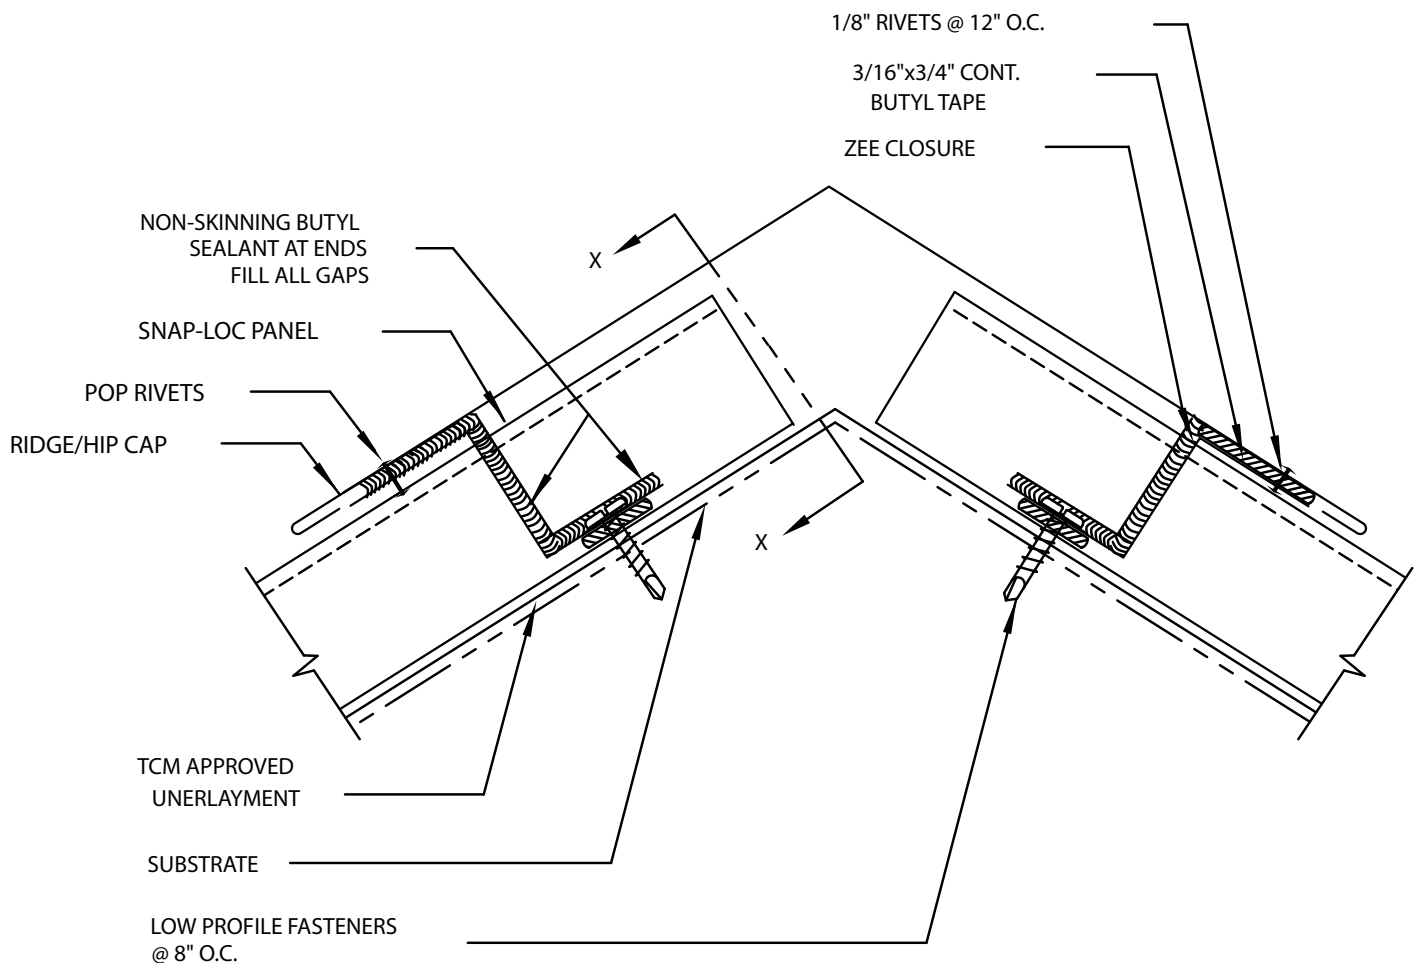 1/8" RIVETS @ 12" O.C.
3/16"x3/4" CONT.
BUTYL TAPE
ZEE CLOSURE
NON-SKINNING BUTYL
SEALANT AT ENDS
FILL ALL GAPS
X
SNAP-LOC PANEL
POP RIVETS
RIDGE/HIP CAP
X
TCM APPROVED
UNERLAYMENT
SUBSTRATE
LOW PROFILE FASTENERS
@ 8" O.C.